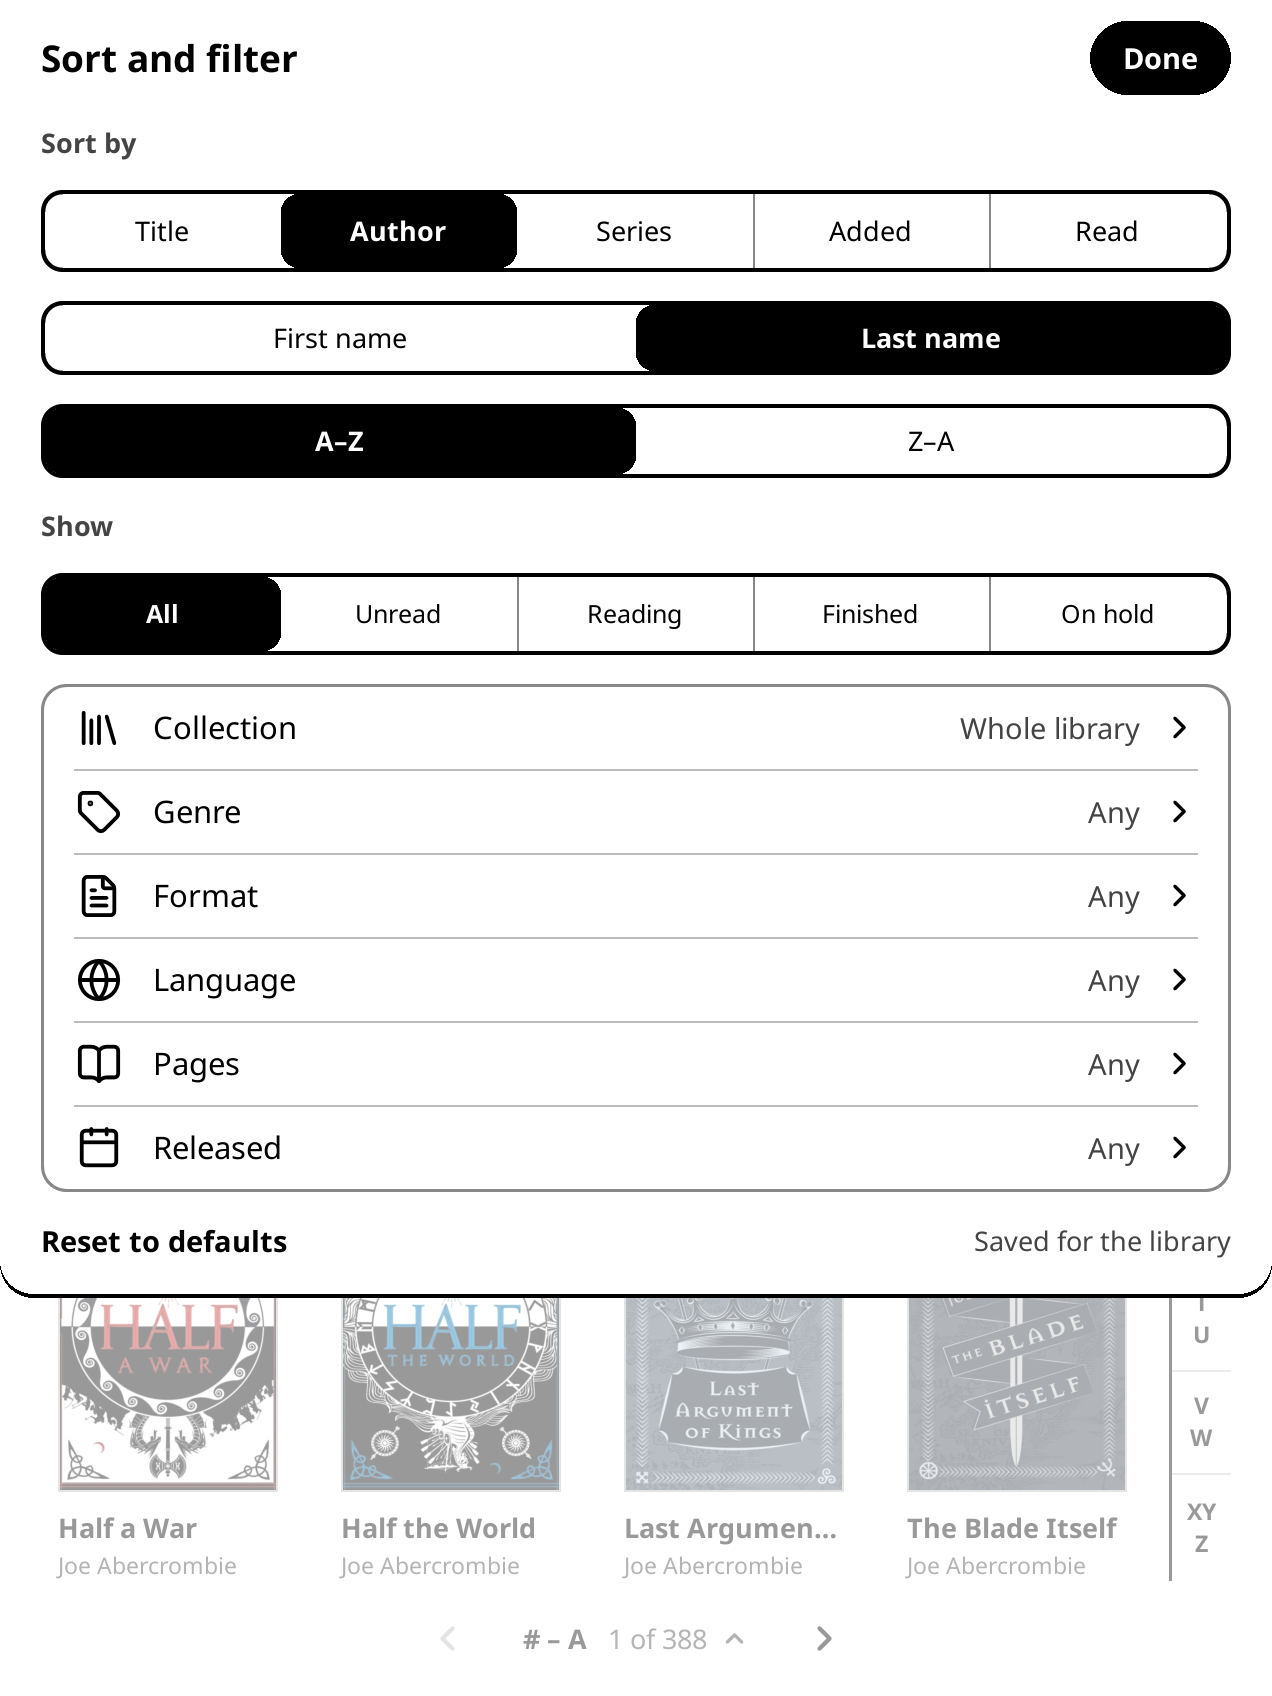 Sort and filter
Done
Sort by
Title
Author
Series
Added
Read
First name
Last name
A–Z
Z–A
Show
All
Unread
Reading
Finished
On hold
Collection
Whole library
Genre
Any
Format
Any
Language
Any
Pages
Any
Released
Any
Reset to defaults
Saved for the library
HALF
A WAR
HALF
THE WORLD
LAST
ARGUMENT
OF KINGS
THE BLADE
ITSELF
U
V
W
XY
Z
Half a War
Half the World
Last Argumen...
The Blade Itself
Joe Abercrombie
Joe Abercrombie
Joe Abercrombie
Joe Abercrombie
# – A 1 of 388